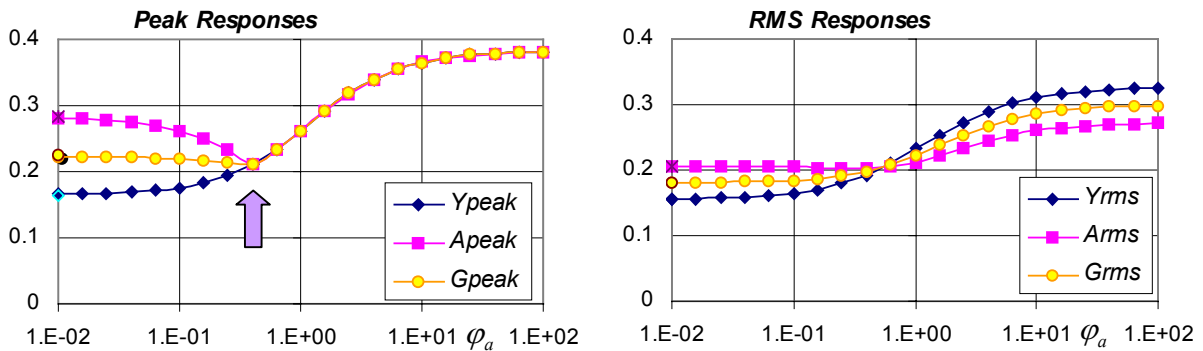 Peak Responses
0.4
0.3
0.2
0.1
0
1.E-02 1.E-01 1.E+00 1.E+01 φa 1.E+02
Ypeak
Apeak
Gpeak
RMS Responses
0.4
0.3
0.2
0.1
0
1.E-02 1.E-01 1.E+00 1.E+01 φa 1.E+02
Yrms
Arms
Grms